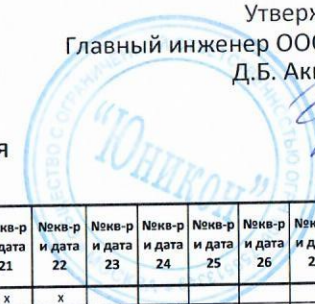 Утверж
Главный инженер ООО
Д.Б. Ак
"Юникон"
я
№кв-р и дата 21
№кв-р и дата 22
№кв-р и дата 23
№кв-р и дата 24
№кв-р и дата 25
№кв-р и дата 26
х х